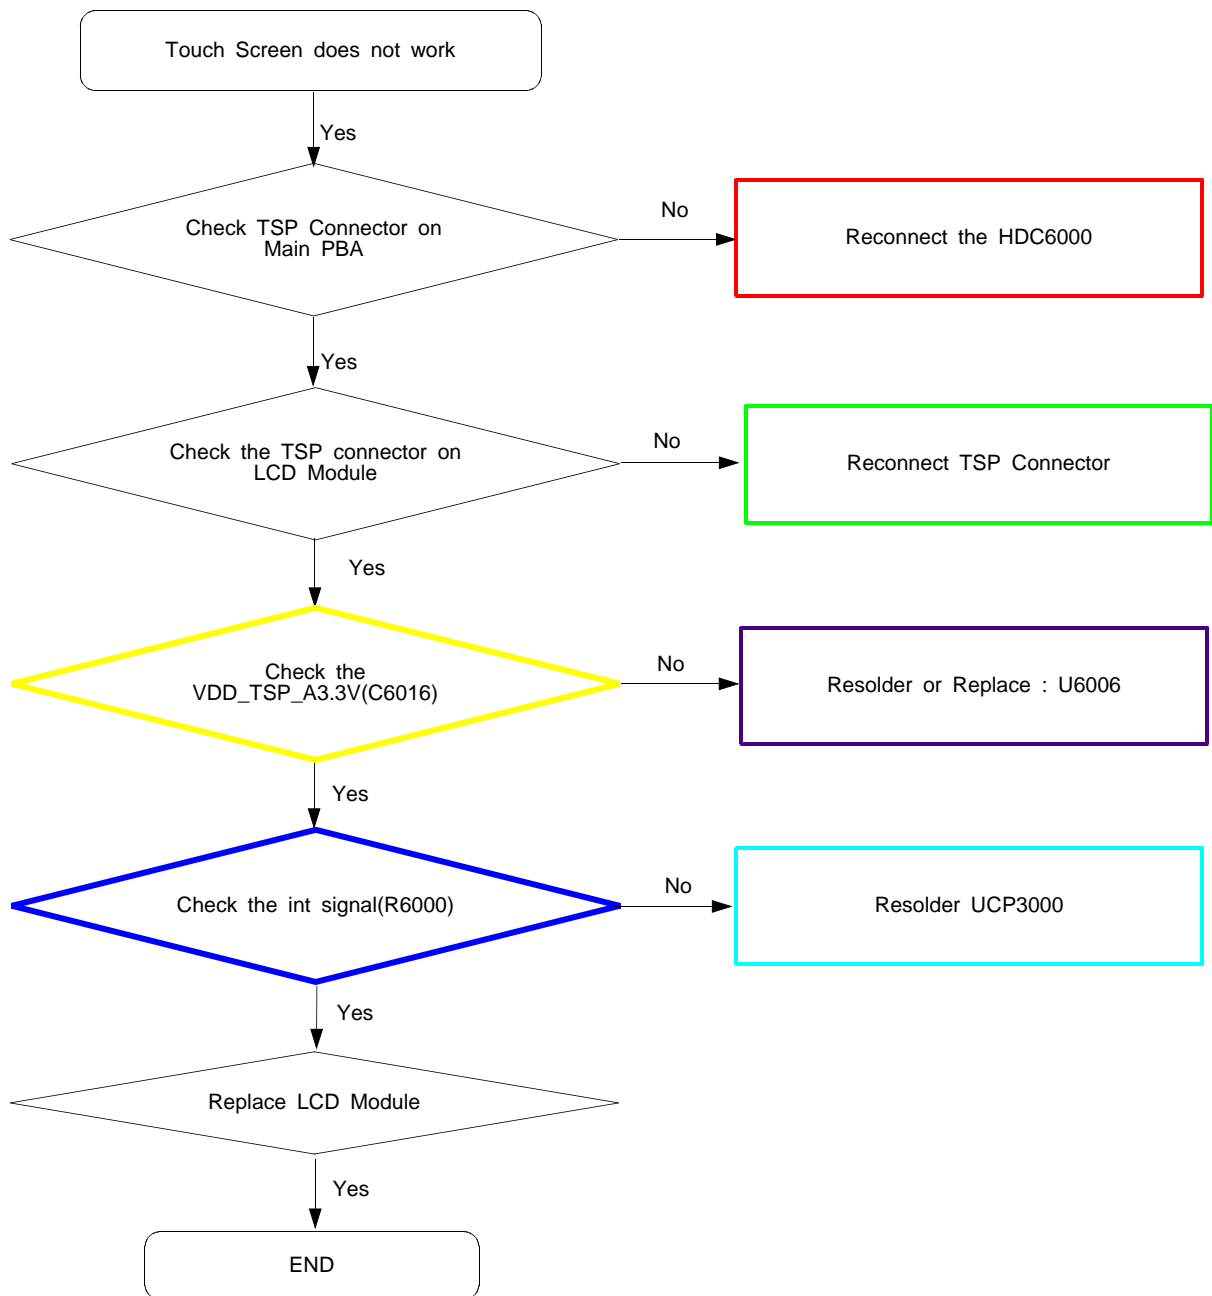 Touch Screen does not work
Yes
Check TSP Connector on
Main PBA
No
Reconnect the HDC6000
Yes
Check the TSP connector on
LCD Module
No
Reconnect TSP Connector
Yes
Check the
VDD_TSP_A3.3V(C6016)
No
Resolder or Replace : U6006
Yes
Check the int signal(R6000)
No
Resolder UCP3000
Yes
Replace LCD Module
Yes
END